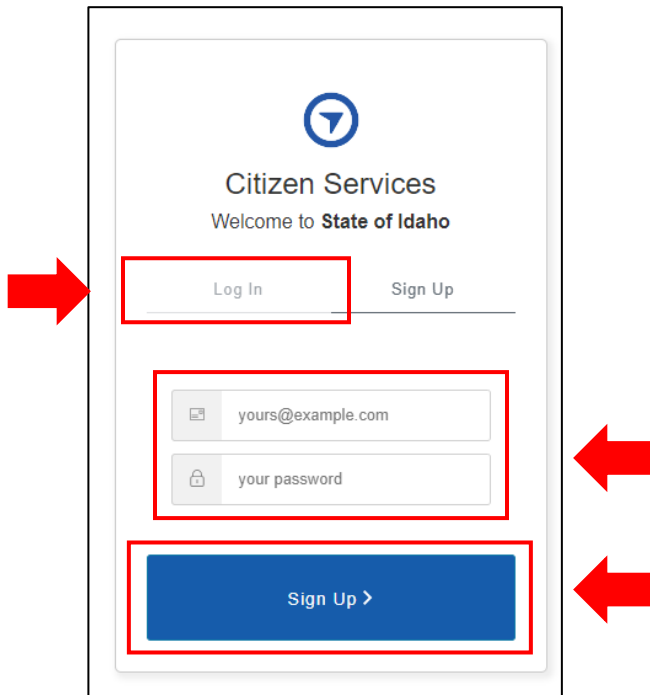 Citizen Services
Welcome to State of Idaho
Log In Sign Up
yours@example.com
your password
Sign Up >